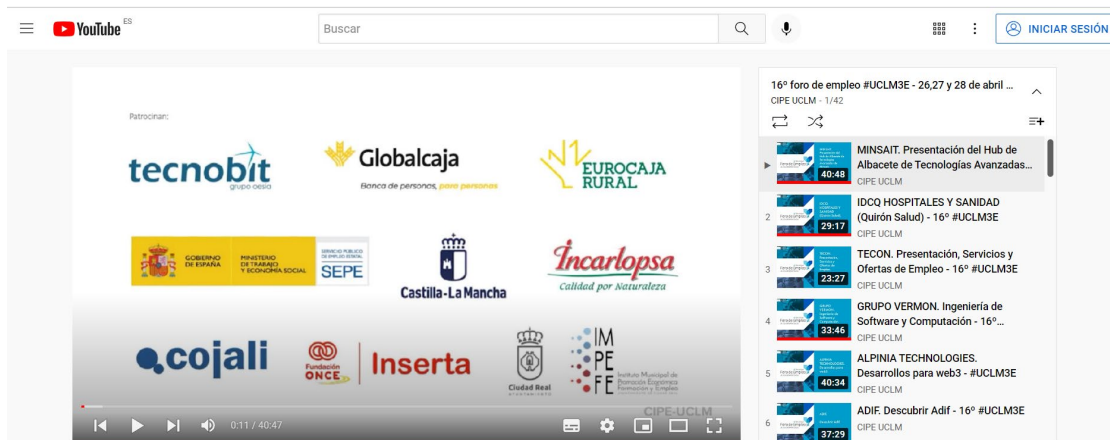 YouTube ES
Buscar
INICIAR SESIÓN
Patrocinan:
tecnobit
grupo oesía
Globalcaja
Banca de personas, para personas
EUROCAJA
RURAL
GOBIERNO
DE ESPAÑA
MINISTERIO
DE TRABAJO
Y ECONOMÍA SOCIAL
SERVICIO PÚBLICO
DE EMPLEO ESTATAL
SEPE
Castilla-La Mancha
Incarlopsa
Calidad por Naturaleza
cojali
Fundación
ONCE
Inserta
Ciudad Real
AYUNTAMIENTO
IM
PE
FE
Instituto Municipal de
Promoción Económica
Formación y Empleo
CIPE-UCLM
0:11 / 40:47
16º foro de empleo #UCLM3E - 26,27 y 28 de abril ...
CIPE UCLM - 1/42
40:48
MINSAIT. Presentación del Hub de
Albacete de Tecnologías Avanzadas...
CIPE UCLM
2
29:17
IDCQ HOSPITALES Y SANIDAD
(Quirón Salud) - 16º #UCLM3E
CIPE UCLM
3
23:27
TECON. Presentación, Servicios y
Ofertas de Empleo - 16º #UCLM3E
CIPE UCLM
4
33:46
GRUPO VERMON. Ingeniería de
Software y Computación - 16º...
CIPE UCLM
5
40:34
ALPINIA TECHNOLOGIES.
Desarrollos para web3 - #UCLM3E
CIPE UCLM
6
37:29
ADIF. Descubrir Adif - 16º #UCLM3E
CIPE UCLM